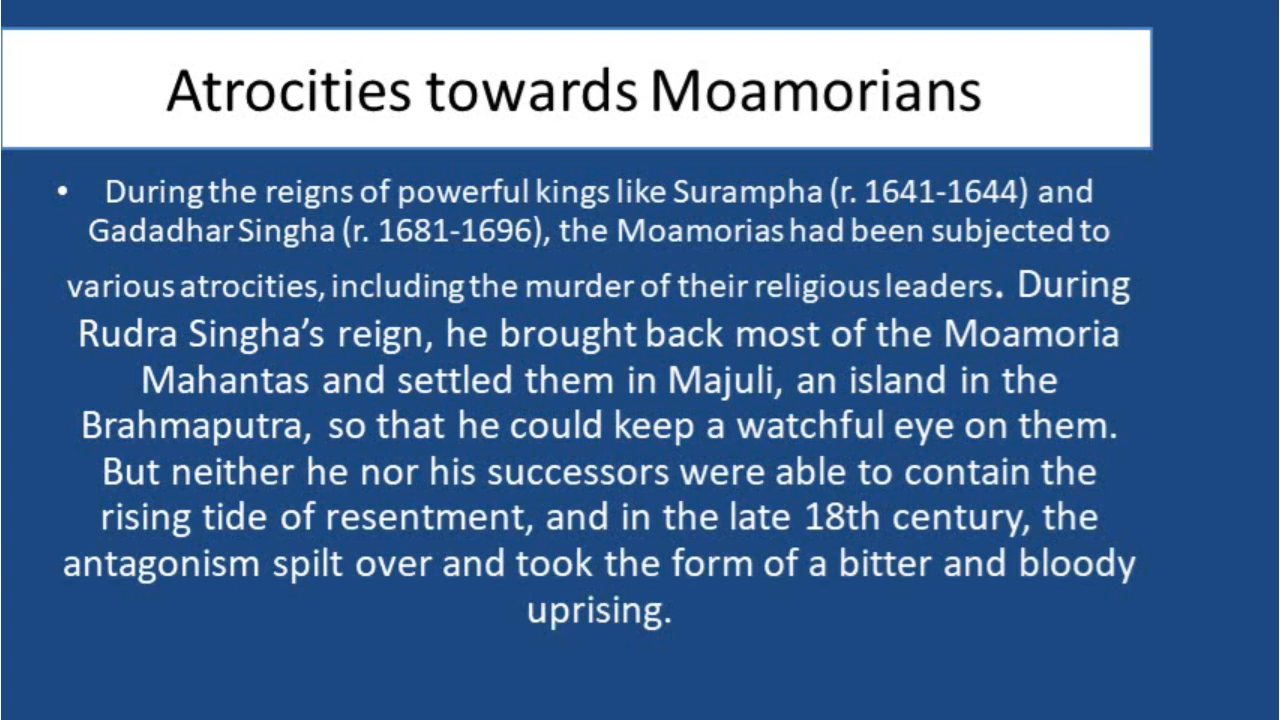 Atrocities towards Moamorians
• During the reigns of powerful kings like Surampha (r. 1641-1644) and
Gadadhar Singha (r. 1681-1696), the Moamorias had been subjected to
various atrocities, including the murder of their religious leaders. During
Rudra Singha’s reign, he brought back most of the Moamoria
Mahantas and settled them in Majuli, an island in the
Brahmaputra, so that he could keep a watchful eye on them.
But neither he nor his successors were able to contain the
rising tide of resentment, and in the late 18th century, the
antagonism spilt over and took the form of a bitter and bloody
uprising.